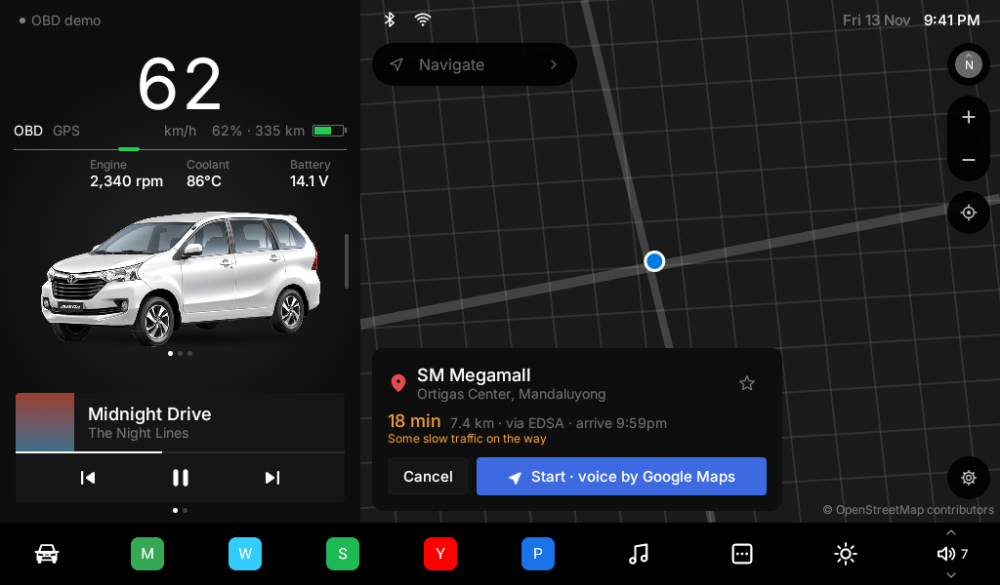 OBD demo
62
OBD GPS km/h 62% · 335 km
Engine Coolant Battery
2,340 rpm 86°C 14.1 V
Midnight Drive
The Night Lines
Fri 13 Nov 9:41 PM
Navigate
N
SM Megamall
Ortigas Center, Mandaluyong
18 min 7.4 km · via EDSA · arrive 9:59pm
Some slow traffic on the way
Cancel Start · voice by Google Maps
© OpenStreetMap contributors
M W S Y P 7